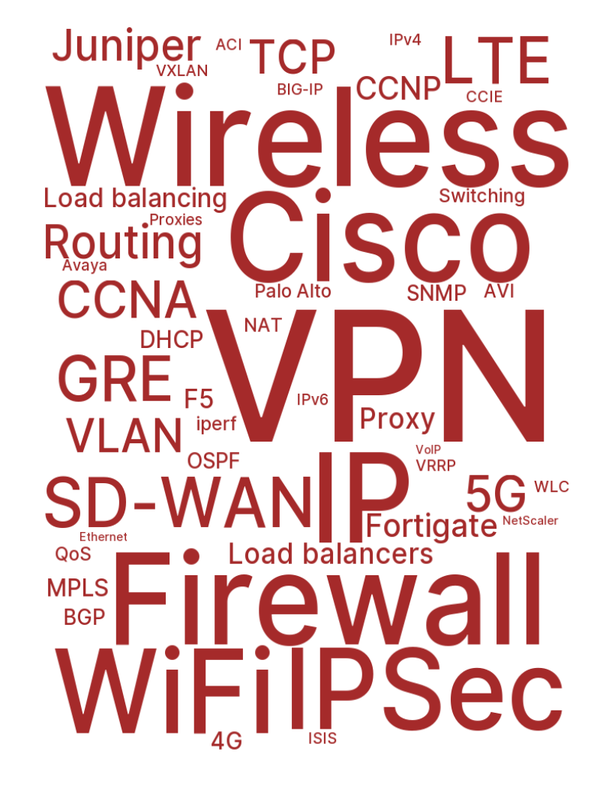 Juniper
ACI
TCP
IPv4
LTE
VXLAN
BIG-IP
CCNP
CCIE
Wireless
Load balancing
Cisco
Switching
Proxies
Routing
Avaya
CCNA
Palo Alto
SNMP
AVI
DHCP
NAT
VPN
GRE
F5
IPv6
iperf
Proxy
VLAN
OSPF
VoIP
VRRP
SD-WAN
IP
5G
WLC
Fortigate
NetScaler
Ethernet
QoS
Load balancers
MPLS
BGP
Firewall
WiFi
IPSec
4G
ISIS